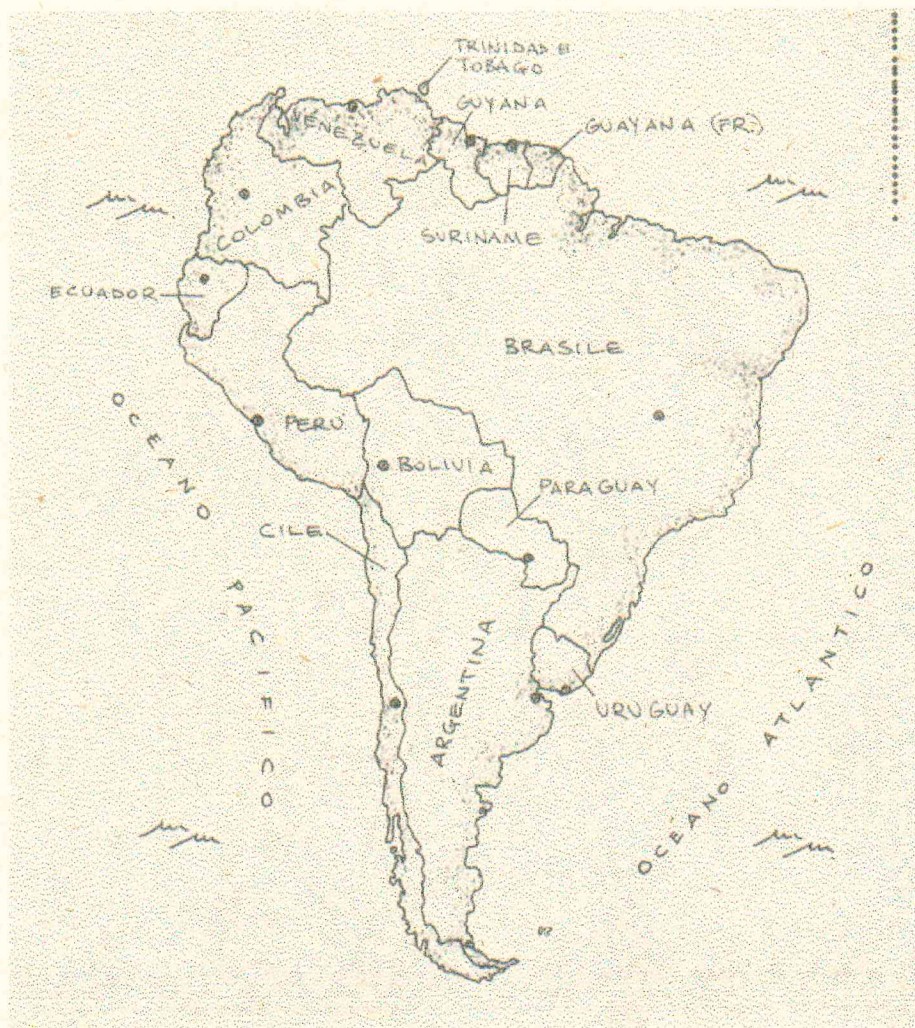 TRINIDAD E
TOBAGO
GUYANA
GUAYANA (FR.)
VENEZUELA
COLOMBIA
SURINAME
ECUADOR
BRASILE
PERÙ
BOLIVIA
PARAGUAY
CILE
ARGENTINA
URUGUAY
OCEANO PACIFICO
OCEANO ATLANTICO